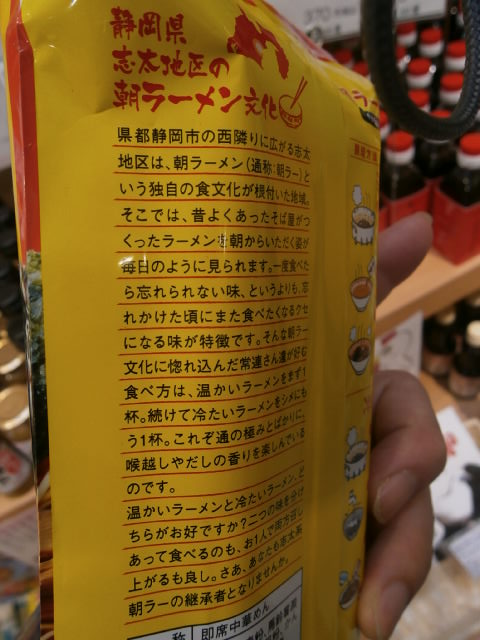 静岡県
志太地区の
朝ラーメン文化
県都静岡市の西隣りに広がる志太
地区は、朝ラーメン(通称:朝ラー)と
いう独自の食文化が根付いた地域。
そこでは、昔よくあったそば屋がつ
くったラーメンを朝からいただく姿が
毎日のように見られます。一度食べた
ら忘れられない味、というよりも、忘
れかけた頃にまた食べたくなるクセ
になる味が特徴です。そんな朝ラー
文化に惚れ込んだ常連さん達が好む
食べ方は、温かいラーメンをまず1
杯。続けて冷たいラーメンをシメにも
う1杯。これぞ通の極みとばかりに、
喉越しやだしの香りを楽しんでいる
のです。
温かいラーメンと冷たいラーメン、ど
ちらがお好ですか?二つの味を分け
あって食べるのも、お1人で両方召し
上がるも良し。さあ、あなたも志太系
朝ラーの継承者となりませんか。
称 即席中華めん
370